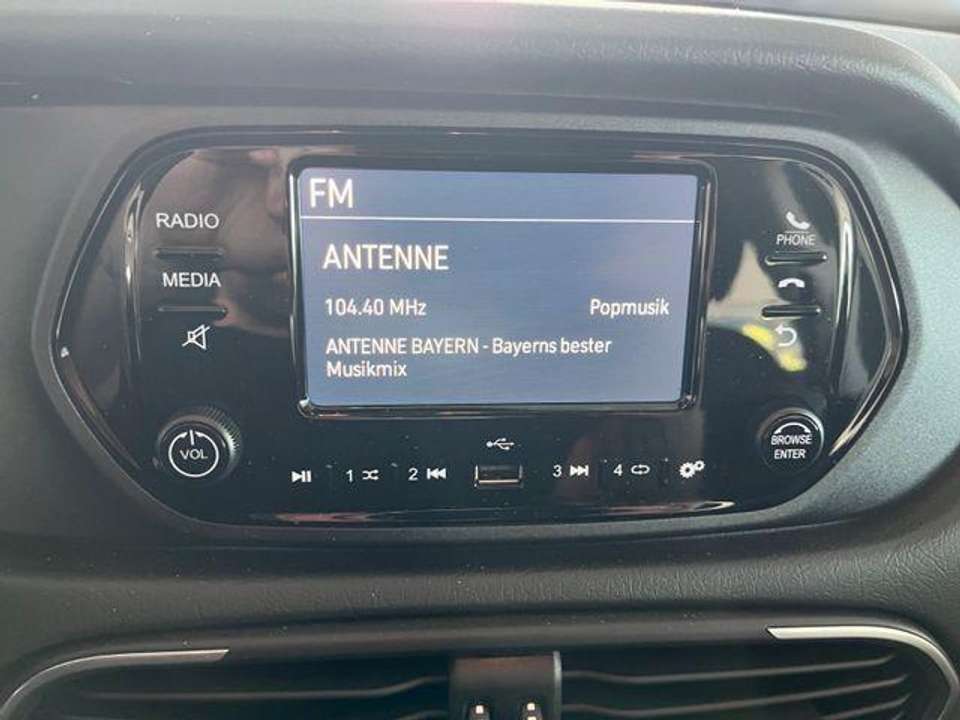 FM
RADIO
PHONE
ANTENNE
MEDIA
104.40 MHz Popmusik
ANTENNE BAYERN - Bayerns bester
Musikmix
VOL
BROWSE
ENTER
1 2 3 4